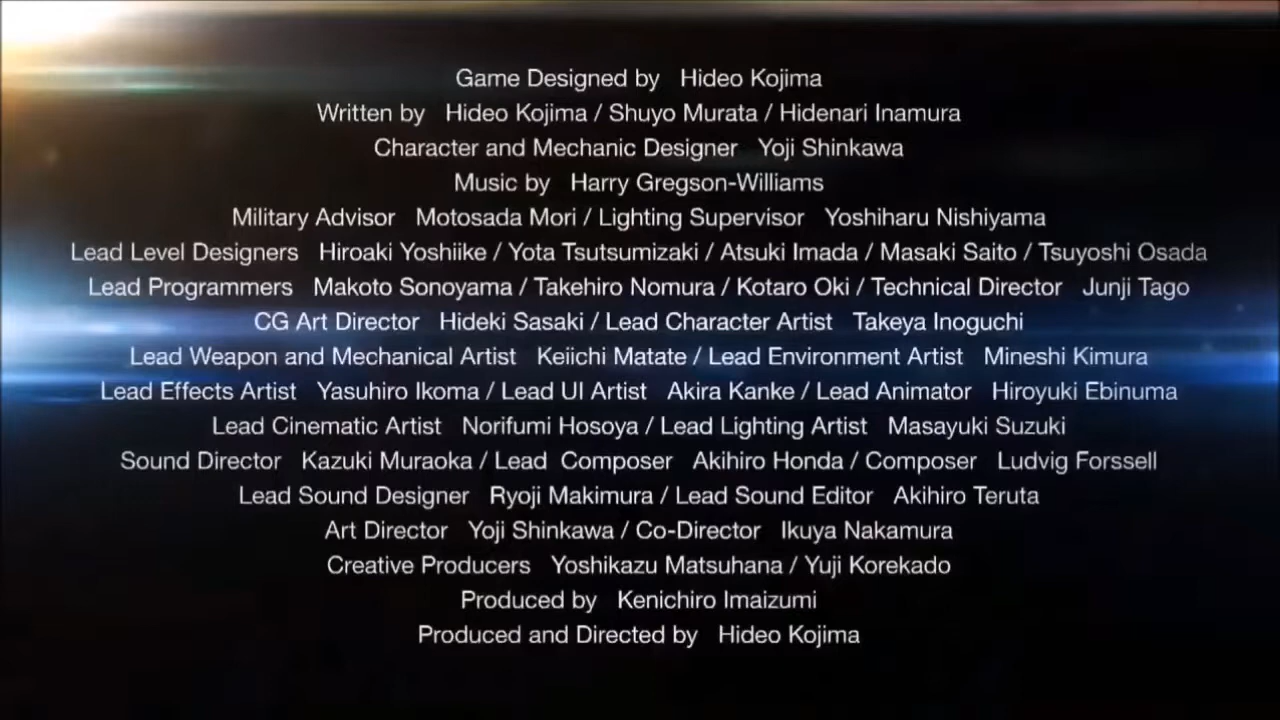 Game Designed by Hideo Kojima
Written by Hideo Kojima / Shuyo Murata / Hidenari Inamura
Character and Mechanic Designer Yoji Shinkawa
Music by Harry Gregson-Williams
Military Advisor Motosada Mori / Lighting Supervisor Yoshiharu Nishiyama
Lead Level Designers Hiroaki Yoshiike / Yota Tsutsumizaki / Atsuki Imada / Masaki Saito / Tsuyoshi Osada
Lead Programmers Makoto Sonoyama / Takehiro Nomura / Kotaro Oki / Technical Director Junji Tago
CG Art Director Hideki Sasaki / Lead Character Artist Takeya Inoguchi
Lead Weapon and Mechanical Artist Keiichi Matate / Lead Environment Artist Mineshi Kimura
Lead Effects Artist Yasuhiro Ikoma / Lead UI Artist Akira Kanke / Lead Animator Hiroyuki Ebinuma
Lead Cinematic Artist Norifumi Hosoya / Lead Lighting Artist Masayuki Suzuki
Sound Director Kazuki Muraoka / Lead Composer Akihiro Honda / Composer Ludvig Forssell
Lead Sound Designer Ryoji Makimura / Lead Sound Editor Akihiro Teruta
Art Director Yoji Shinkawa / Co-Director Ikuya Nakamura
Creative Producers Yoshikazu Matsuhana / Yuji Korekado
Produced by Kenichiro Imaizumi
Produced and Directed by Hideo Kojima